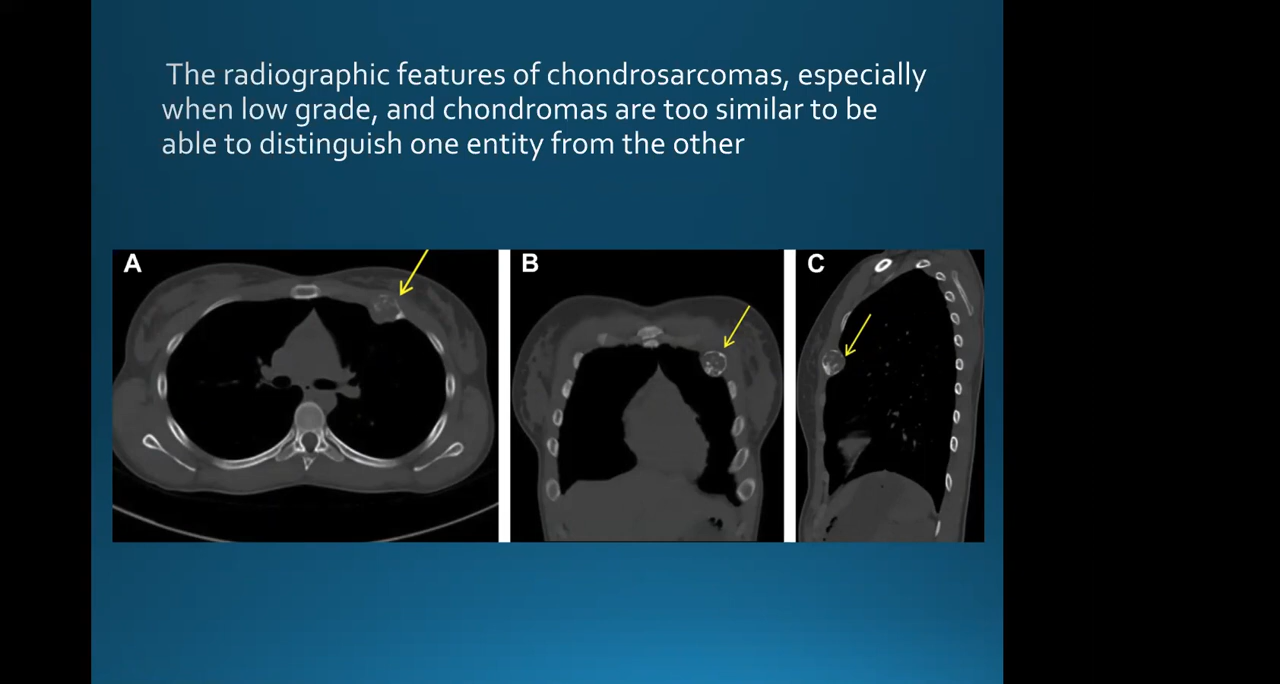 The radiographic features of chondrosarcomas, especially
when low grade, and chondromas are too similar to be
able to distinguish one entity from the other
A
B
C